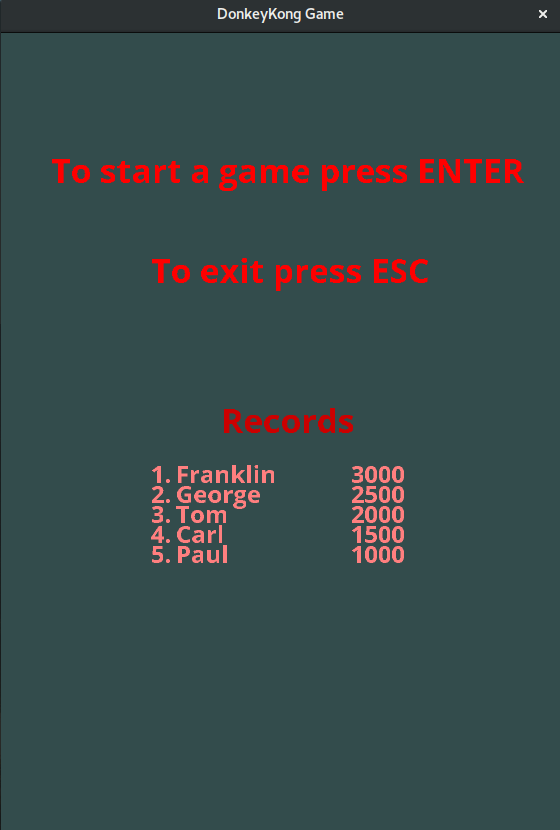 DonkeyKong Game ×
To start a game press ENTER
To exit press ESC
Records
1. Franklin 3000
2. George 2500
3. Tom 2000
4. Carl 1500
5. Paul 1000